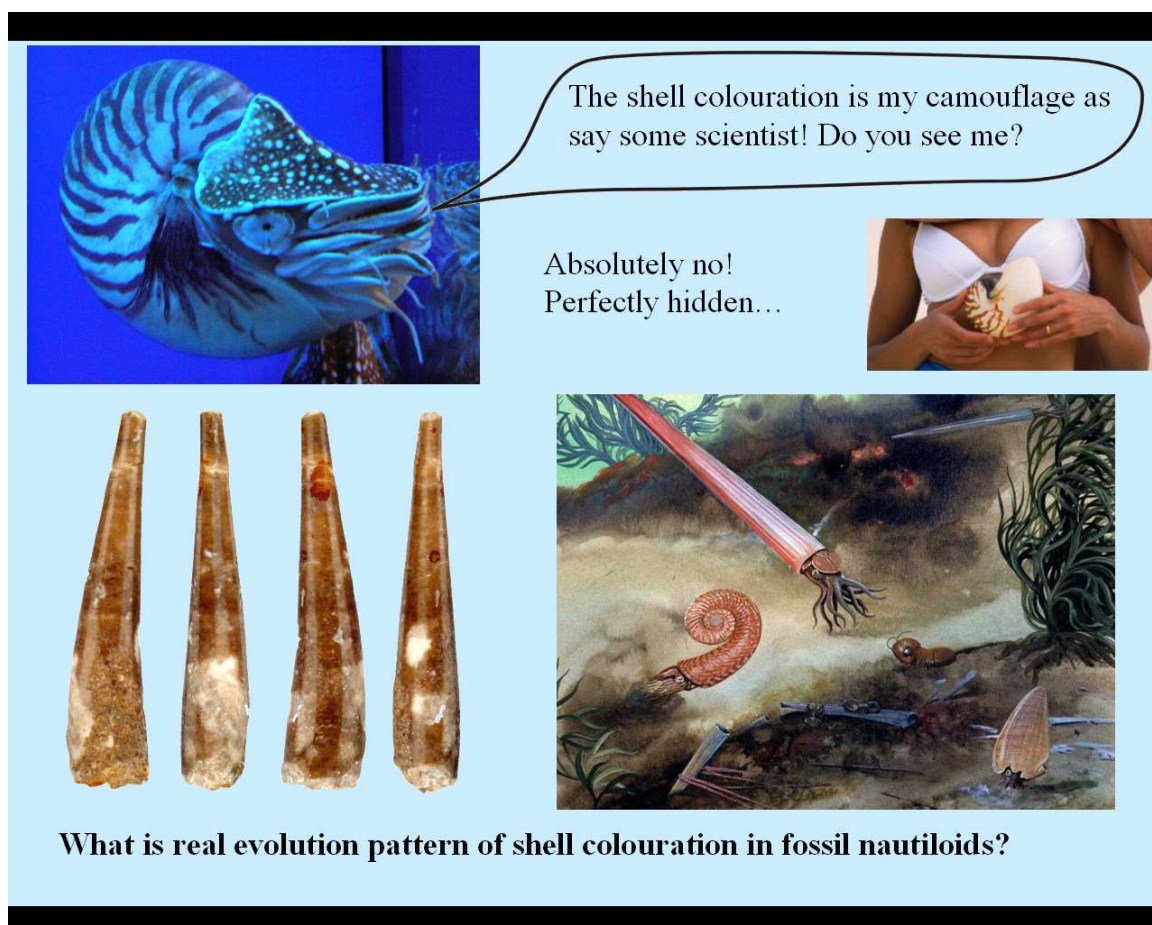 The shell colouration is my camouflage as
say some scientist! Do you see me?
Absolutely no!
Perfectly hidden…
What is real evolution pattern of shell colouration in fossil nautiloids?